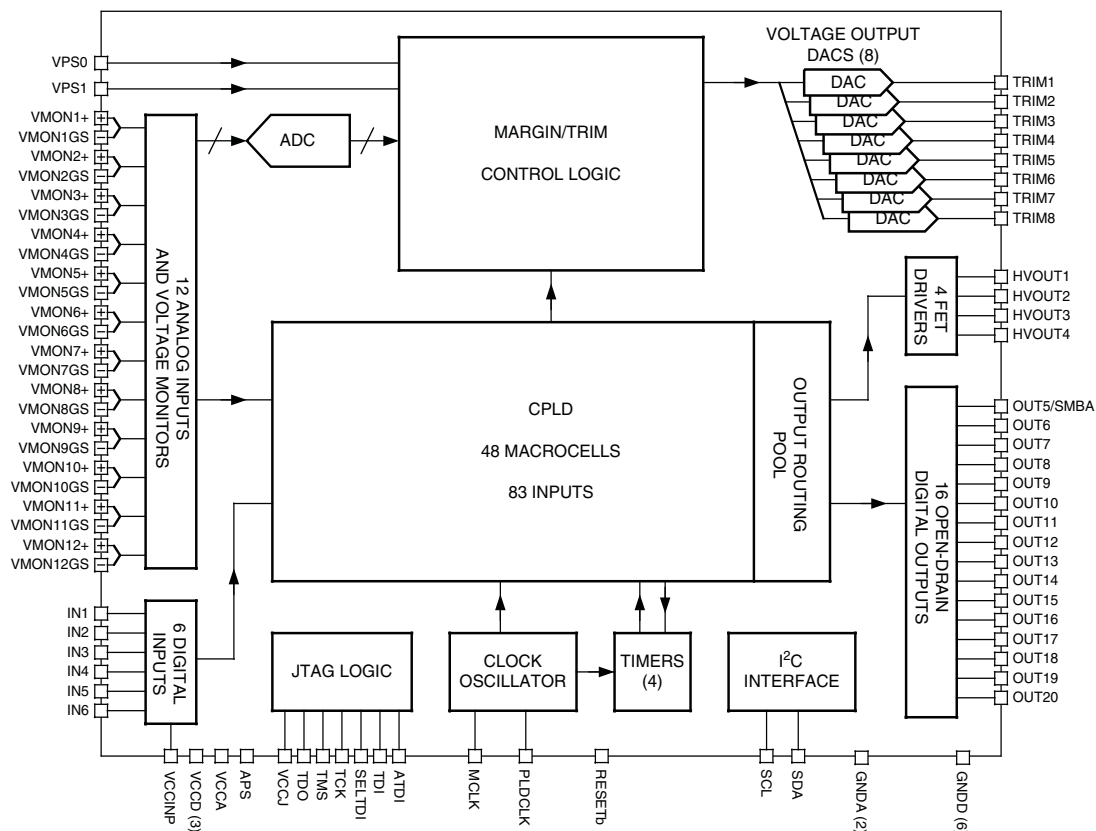 VOLTAGE OUTPUT
DACS (8)
VPS0
VPS1
VMON1+
VMON1GS
VMON2+
VMON2GS
VMON3+
VMON3GS
VMON4+
VMON4GS
VMON5+
VMON5GS
VMON6+
VMON6GS
VMON7+
VMON7GS
VMON8+
VMON8GS
VMON9+
VMON9GS
VMON10+
VMON10GS
VMON11+
VMON11GS
VMON12+
VMON12GS
12 ANALOG INPUTS
AND VOLTAGE MONITORS
ADC
MARGIN/TRIM
CONTROL LOGIC
DAC
DAC
DAC
DAC
DAC
DAC
DAC
DAC
TRIM1
TRIM2
TRIM3
TRIM4
TRIM5
TRIM6
TRIM7
TRIM8
4 FET
DRIVERS
HVOUT1
HVOUT2
HVOUT3
HVOUT4
CPLD
48 MACROCELLS
83 INPUTS
OUTPUT ROUTING
POOL
16 OPEN-DRAIN
DIGITAL OUTPUTS
OUT5/SMBA
OUT6
OUT7
OUT8
OUT9
OUT10
OUT11
OUT12
OUT13
OUT14
OUT15
OUT16
OUT17
OUT18
OUT19
OUT20
IN1
IN2
IN3
IN4
IN5
IN6
6 DIGITAL
INPUTS
JTAG LOGIC
CLOCK
OSCILLATOR
TIMERS
(4)
I²C
INTERFACE
VCCINP
VCCD (3)
VCCA
APS
VCCJ
TDO
TMS
TCK
SELTDI
TDI
ATDI
MCLK
PLDCLK
RESETb
SCL
SDA
GNDA (2)
GNDD (6)